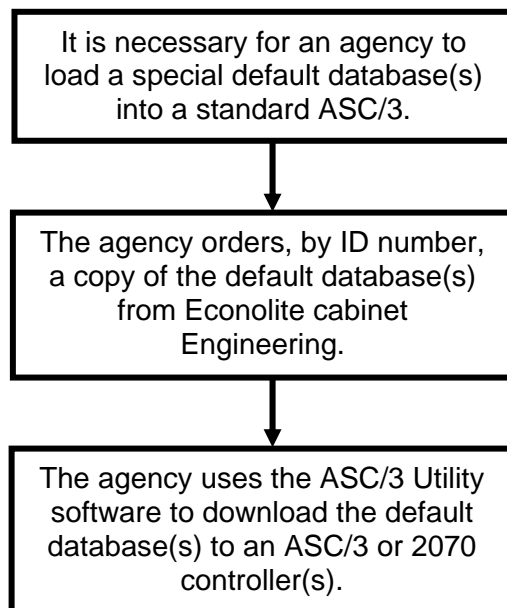 It is necessary for an agency to
load a special default database(s)
into a standard ASC/3.
The agency orders, by ID number,
a copy of the default database(s)
from Econolite cabinet
Engineering.
The agency uses the ASC/3 Utility
software to download the default
database(s) to an ASC/3 or 2070
controller(s).